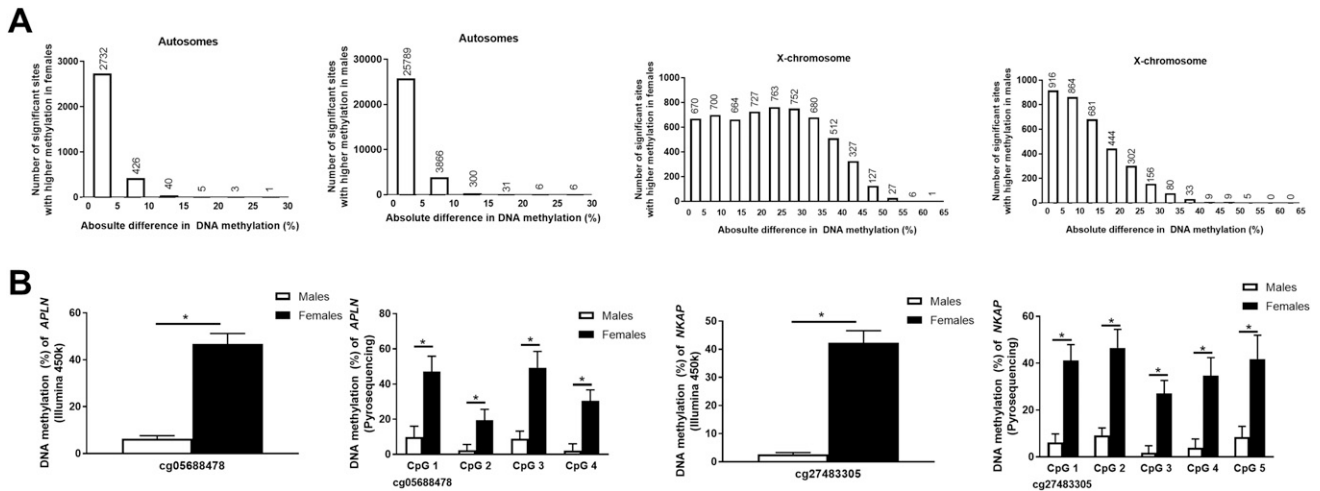 A
Autosomes
Number of significant sites
with higher methylation in females
3000
2000
1000
0
2732
426
40
5
3
1
0 5 10 15 20 25 30
Abosulte difference in DNA methylation (%)
Autosomes
Number of significant sites
with higher methylation in males
30000
20000
10000
0
25789
3866
300
31
6
6
0 5 10 15 20 25 30
Absolute difference in DNA methylation (%)
X-chromosome
Number of significant sites
with higher methylation in females
1000
800
600
400
200
0
670
700
664
727
763
752
680
512
327
127
27
6
1
0 5 10 15 20 25 30 35 40 45 50 55 60 65
Absolute difference in DNA methylation (%)
X-chromosome
Number of significant sites
with higher methylation in males
1000
800
600
400
200
0
916
864
681
444
302
156
80
33
9
9
5
0
0
0 5 10 15 20 25 30 35 40 45 50 55 60 65
Absolute difference in DNA methylation (%)
B
DNA methylation (%) of APLN
(Illumina 450k)
60
40
20
0
*
Males
Females
cg05688478
DNA methylation (%) of APLN
(Pyrosequencing)
80
60
40
20
0
* * * *
Males
Females
CpG 1 CpG 2 CpG 3 CpG 4
cg05688478
DNA methylation (%) of NKAP
(Illumina 450k)
50
40
30
20
10
0
*
Males
Females
cg27483305
DNA methylation (%) of NKAP
(Pyrosequencing)
60
40
20
0
* * * * *
Males
Females
CpG 1 CpG 2 CpG 3 CpG 4 CpG 5
cg27483305